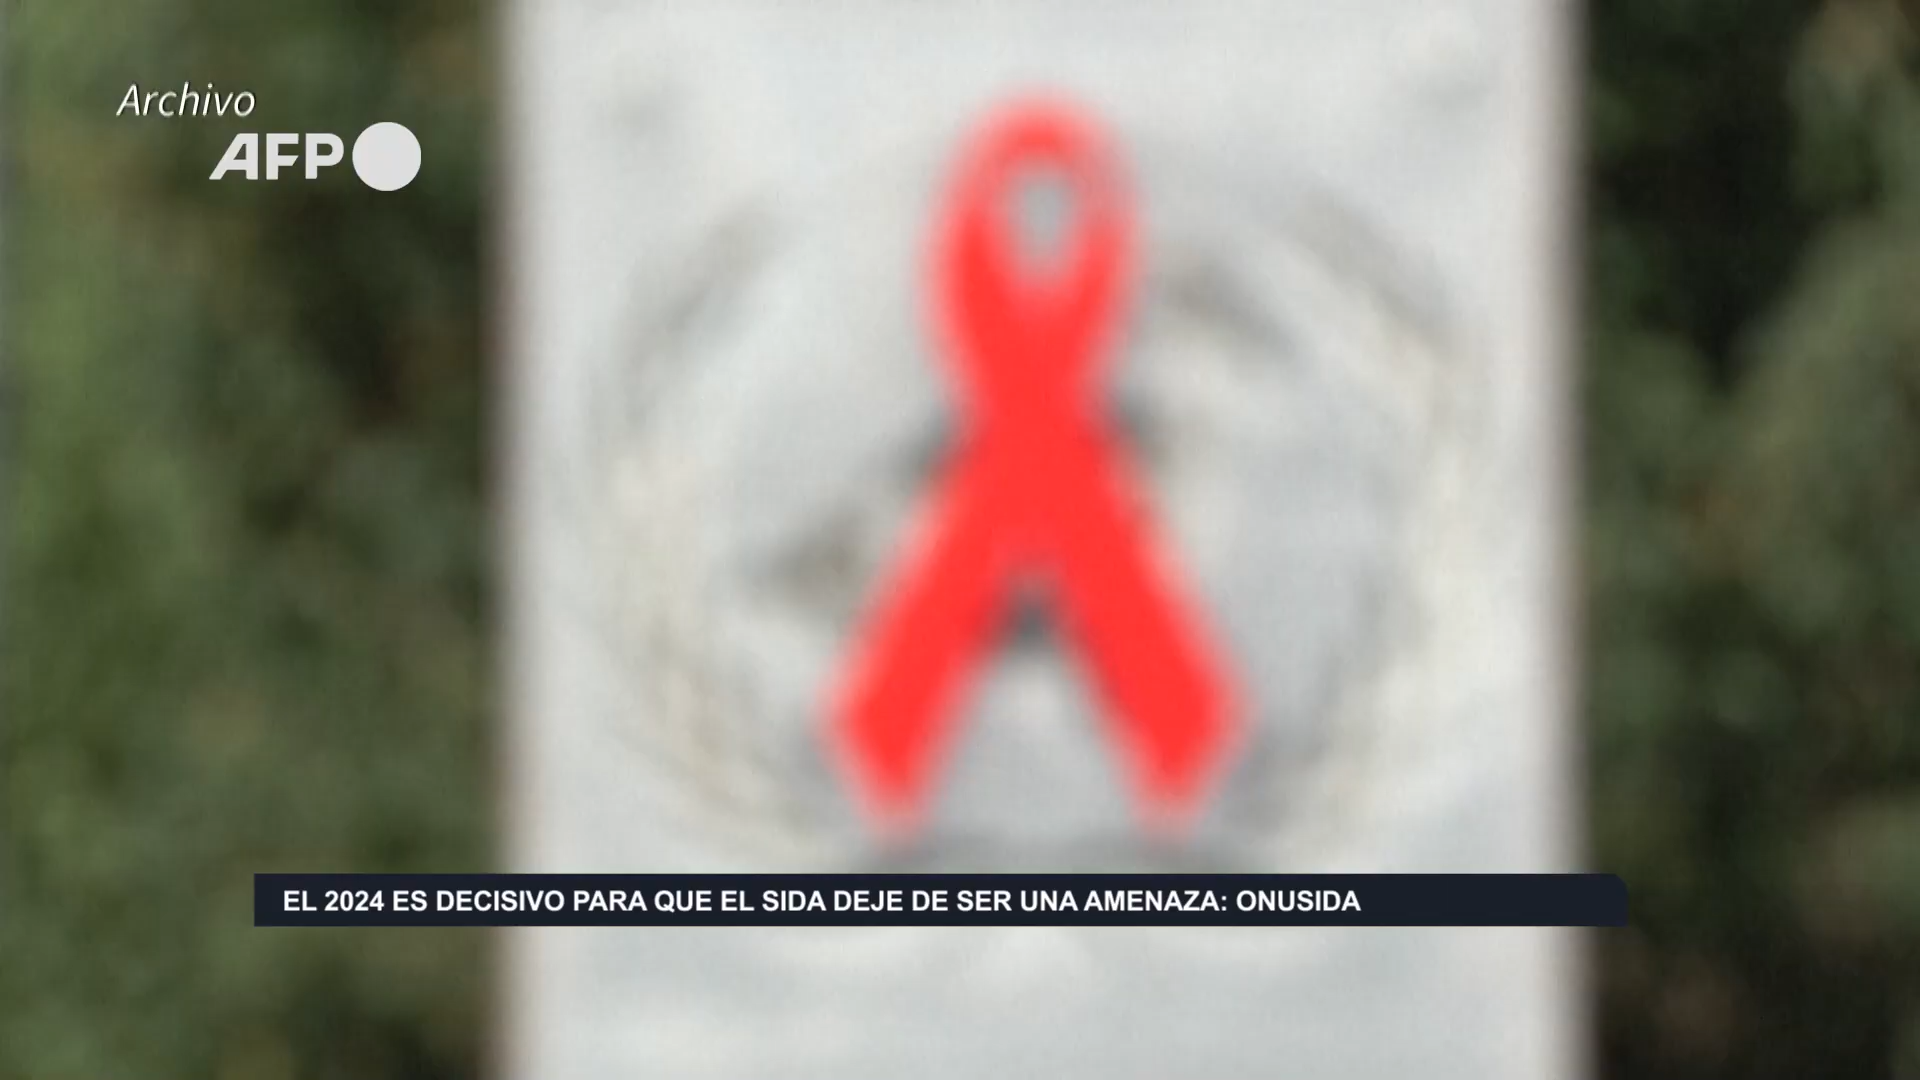 Archivo
AFP
EL 2024 ES DECISIVO PARA QUE EL SIDA DEJE DE SER UNA AMENAZA: ONUSIDA